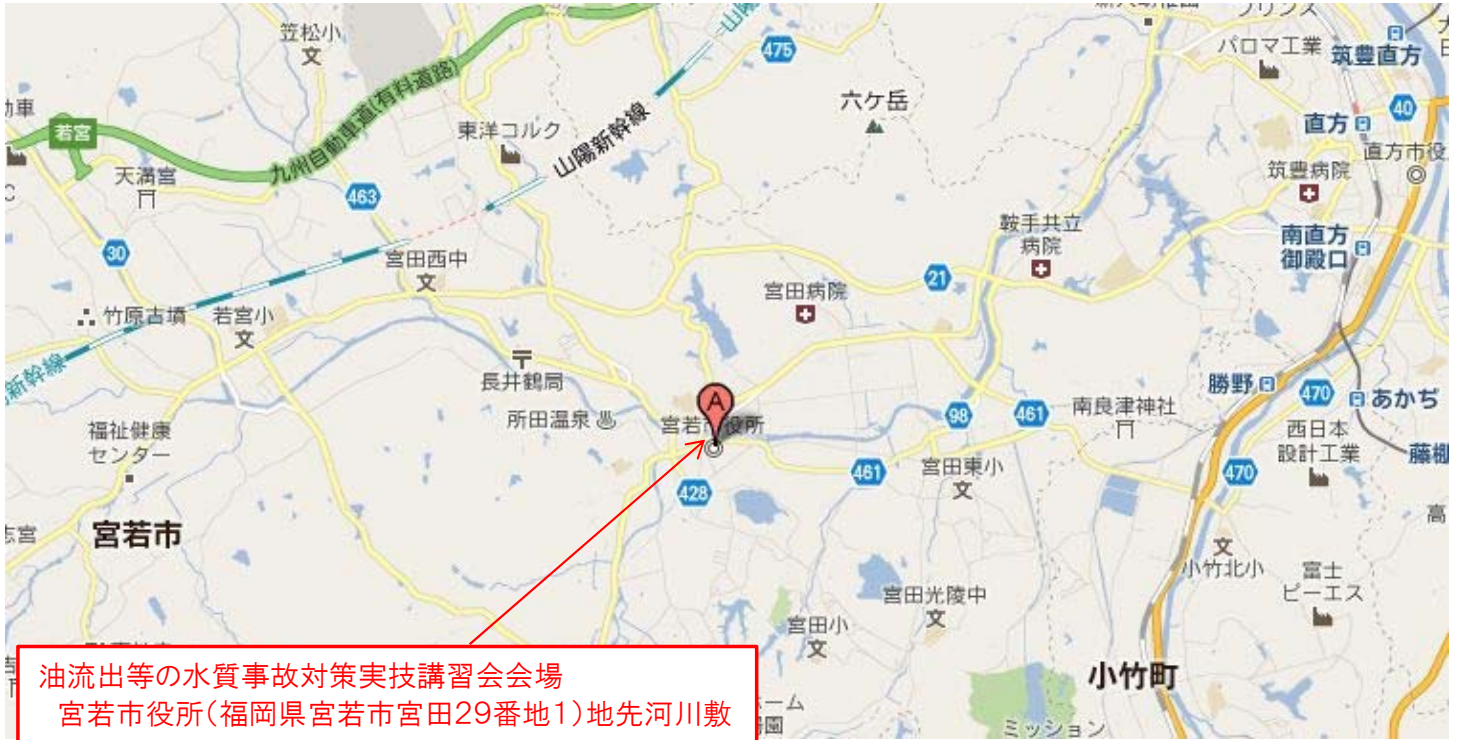 笠松小
文
475
パロマ工業
筑豊直方
六ケ岳
40
動車
若宮
九州自動車道(有料道路)
東洋コルク
山陽新幹線
直方
直方市役
天満宮
463
筑豊病院
鞍手共立
病院
30
宮田西中
文
南直方
御殿口
21
宮田病院
竹原古墳
若宮小
文
新幹線
長井鶴局
勝野
470
あかぢ
A
所田温泉
宮若市役所
98
461
南良津神社
福祉健康
センター
西日本
設計工業
藤棚
461
宮田東小
文
470
428
宮若市
文
小竹北小
高
富士
ピーエス
宮田光陵中
文
宮田小
文
小竹町
ミッション
油流出等の水質事故対策実技講習会会場
宮若市役所(福岡県宮若市宮田29番地1)地先河川敷